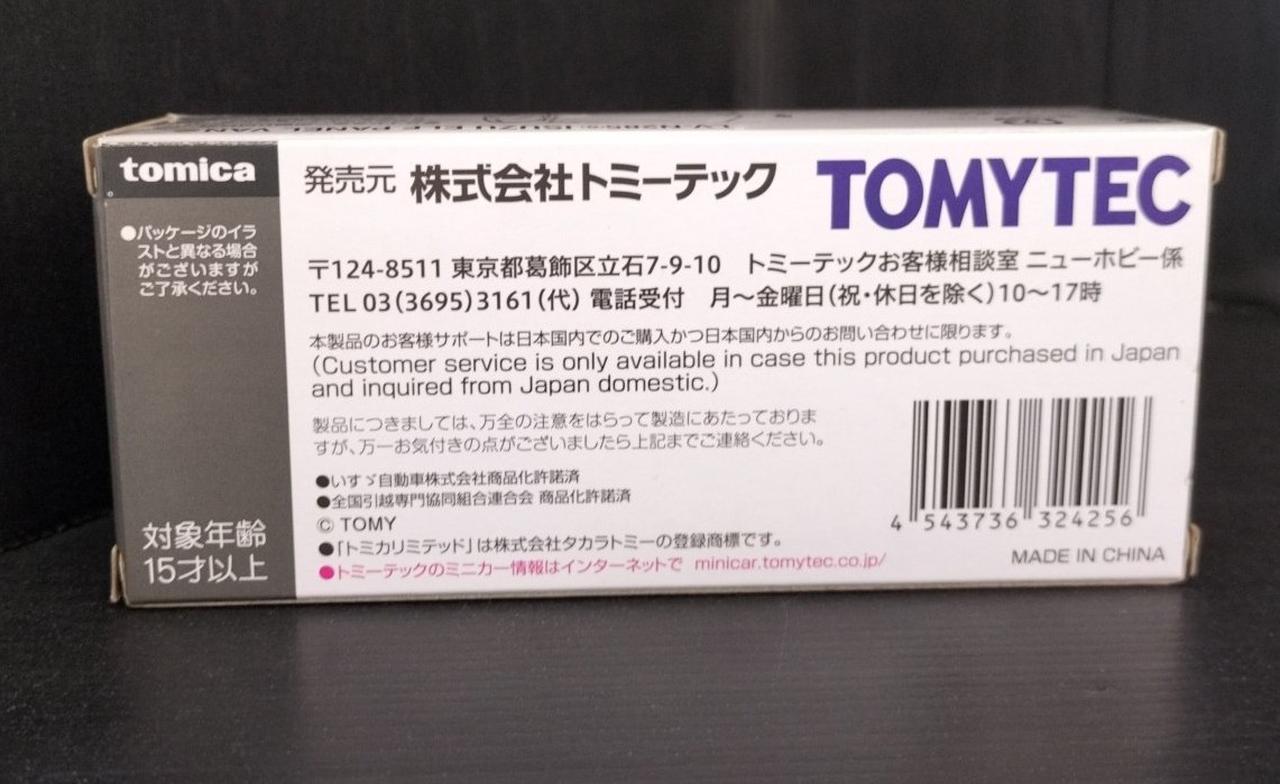 ISUZU ELF PANEL VAN
tomica
発売元 株式会社トミーテック
TOMYTEC
●パッケージのイラ
ストと異なる場合
がございますが
ご了承ください。
〒124-8511 東京都葛飾区立石7-9-10 トミーテックお客様相談室 ニューホビー係
TEL 03(3695)3161(代) 電話受付 月～金曜日(祝・休日を除く)10～17時
本製品のお客様サポートは日本国内でのご購入かつ日本国内からのお問い合わせに限ります。
(Customer service is only available in case this product purchased in Japan
and inquired from Japan domestic.)
製品につきましては、万全の注意をはらって製造にあたっておりま
すが、万一お気付きの点がございましたら上記までご連絡ください。
●いすゞ自動車株式会社商品化許諾済
●全国引越専門協同組合連合会 商品化許諾済
© TOMY
●「トミカリミテッド」は株式会社タカラトミーの登録商標です。
●トミーテックのミニカー情報はインターネットで minicar.tomytec.co.jp/
4 543736 324256
MADE IN CHINA
対象年齢
15才以上